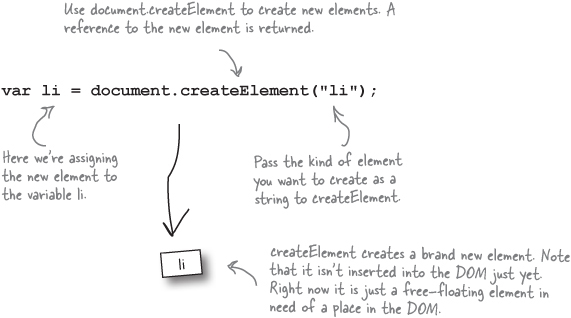 Use document.createElement to create new elements. A
reference to the new element is returned.
var li = document.createElement("li");
Here we're assigning
the new element to
the variable li.
Pass the kind of element
you want to create as a
string to createElement.
li
createElement creates a brand new element. Note
that it isn't inserted into the DOM just yet.
Right now it is just a free-floating element in
need of a place in the DOM.